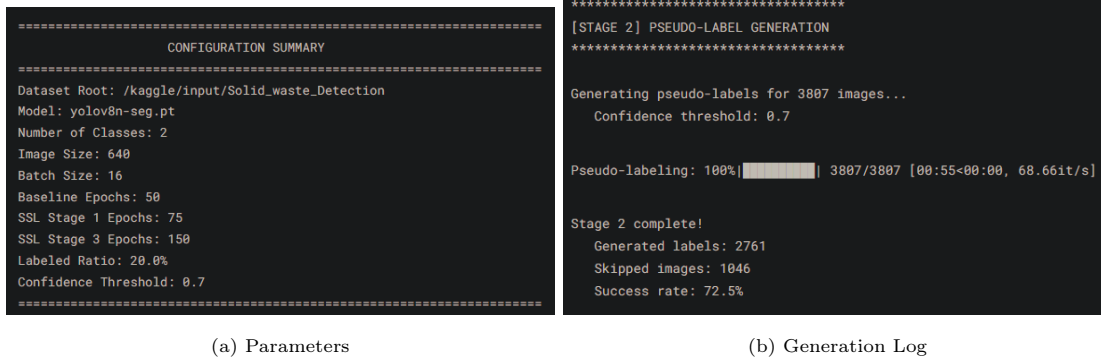 ======================================================================
CONFIGURATION SUMMARY
======================================================================
Dataset Root: /kaggle/input/Solid_waste_Detection
Model: yolov8n-seg.pt
Number of Classes: 2
Image Size: 640
Batch Size: 16
Baseline Epochs: 50
SSL Stage 1 Epochs: 75
SSL Stage 3 Epochs: 150
Labeled Ratio: 20.0%
Confidence Threshold: 0.7
======================================================================
(a) Parameters
***********************************
[STAGE 2] PSEUDO-LABEL GENERATION
***********************************
Generating pseudo-labels for 3807 images...
Confidence threshold: 0.7
Pseudo-labeling: 100%|██████████| 3807/3807 [00:55<00:00, 68.66it/s]
Stage 2 complete!
Generated labels: 2761
Skipped images: 1046
Success rate: 72.5%
(b) Generation Log